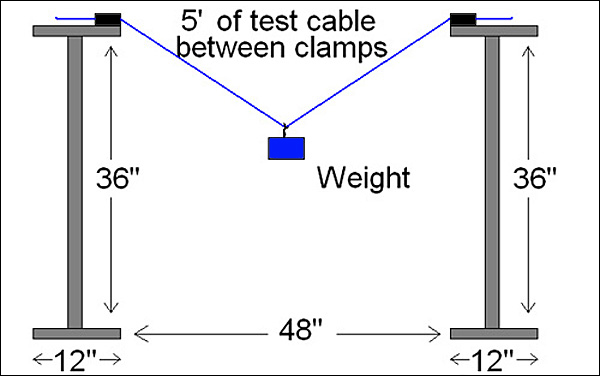 5'  of test cable
between clamps
36"
Weight
36"
48"
12"
12"